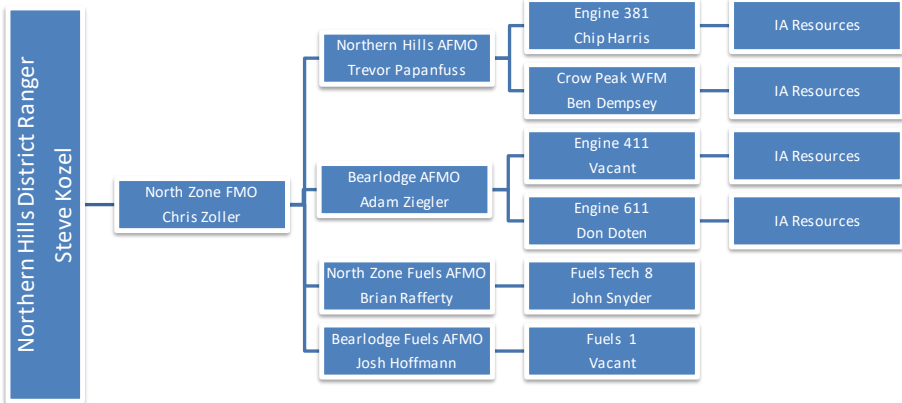 Northern Hills District Ranger
Steve Kozel
North Zone FMO
Chris Zoller
Northern Hills AFMO
Trevor Papanfuss
Engine 381
Chip Harris
IA Resources
Crow Peak WFM
Ben Dempsey
IA Resources
Bearlodge AFMO
Adam Ziegler
Engine 411
Vacant
IA Resources
Engine 611
Don Doten
IA Resources
North Zone Fuels AFMO
Brian Rafferty
Fuels Tech 8
John Snyder
Bearlodge Fuels AFMO
Josh Hoffmann
Fuels 1
Vacant